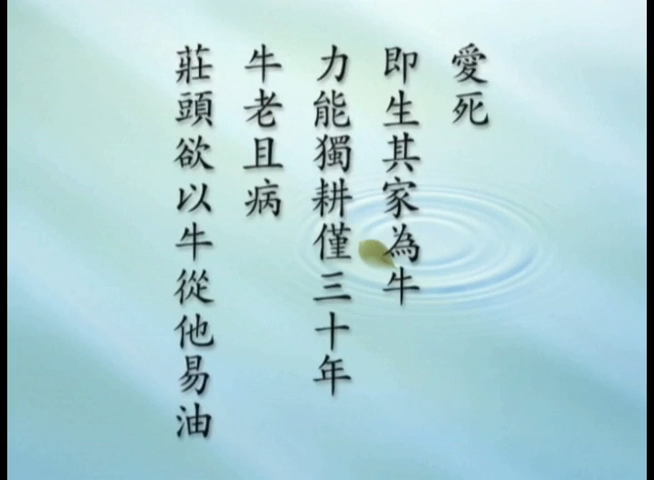 愛死
即生其家為牛
力能獨耕僅三十年
牛老且病
莊頭欲以牛從他易油